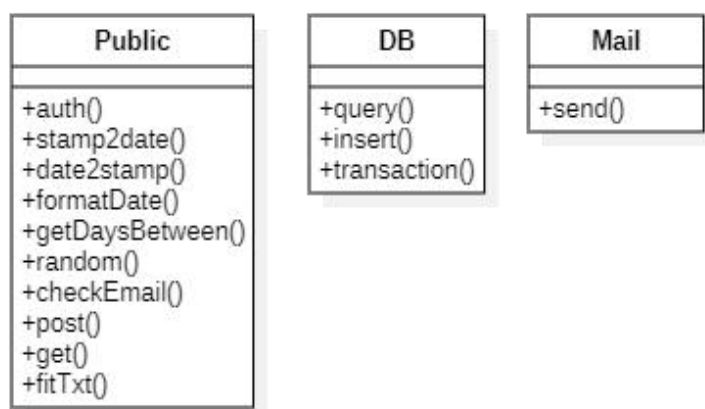 Public
+auth()
+stamp2date()
+date2stamp()
+formatDate()
+getDaysBetween()
+random()
+checkEmail()
+post()
+get()
+fitTxt()
DB
+query()
+insert()
+transaction()
Mail
+send()